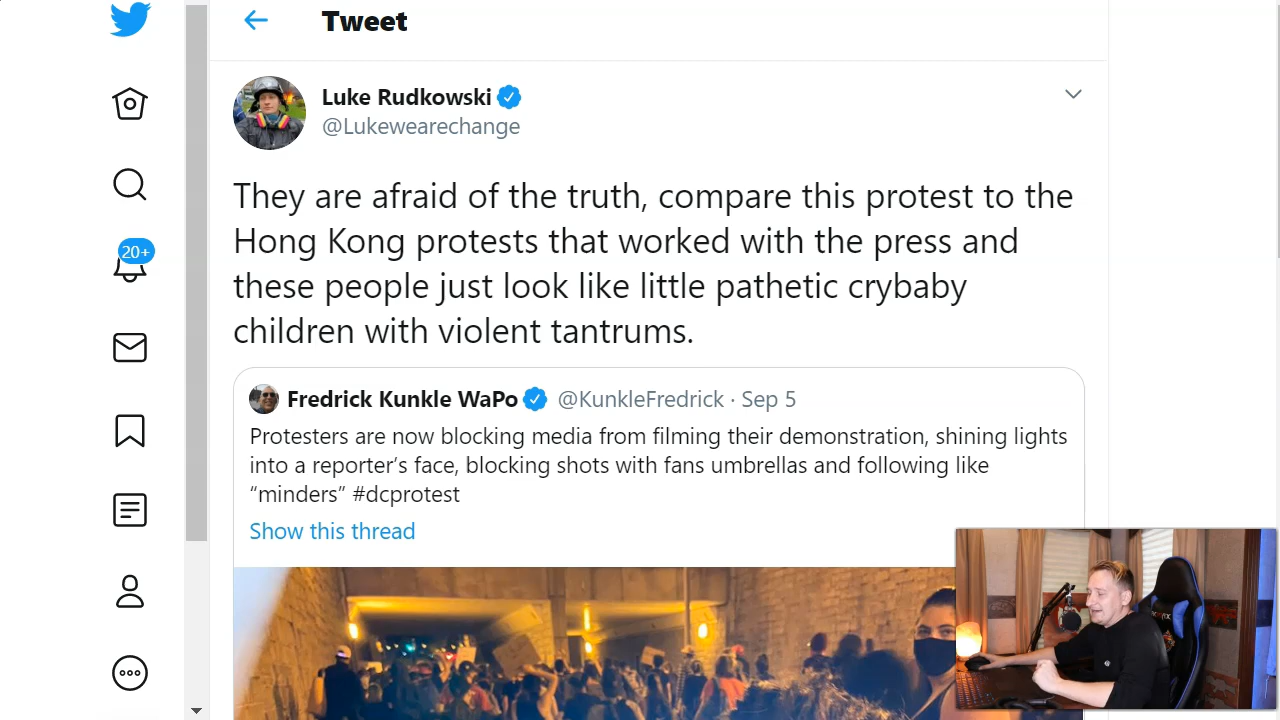 Tweet
Luke Rudkowski
@Lukewearechange
They are afraid of the truth, compare this protest to the
Hong Kong protests that worked with the press and
these people just look like little pathetic crybaby
children with violent tantrums.
20+
Fredrick Kunkle WaPo @KunkleFredrick · Sep 5
Protesters are now blocking media from filming their demonstration, shining lights
into a reporter's face, blocking shots with fans umbrellas and following like
“minders” #dcprotest
Show this thread